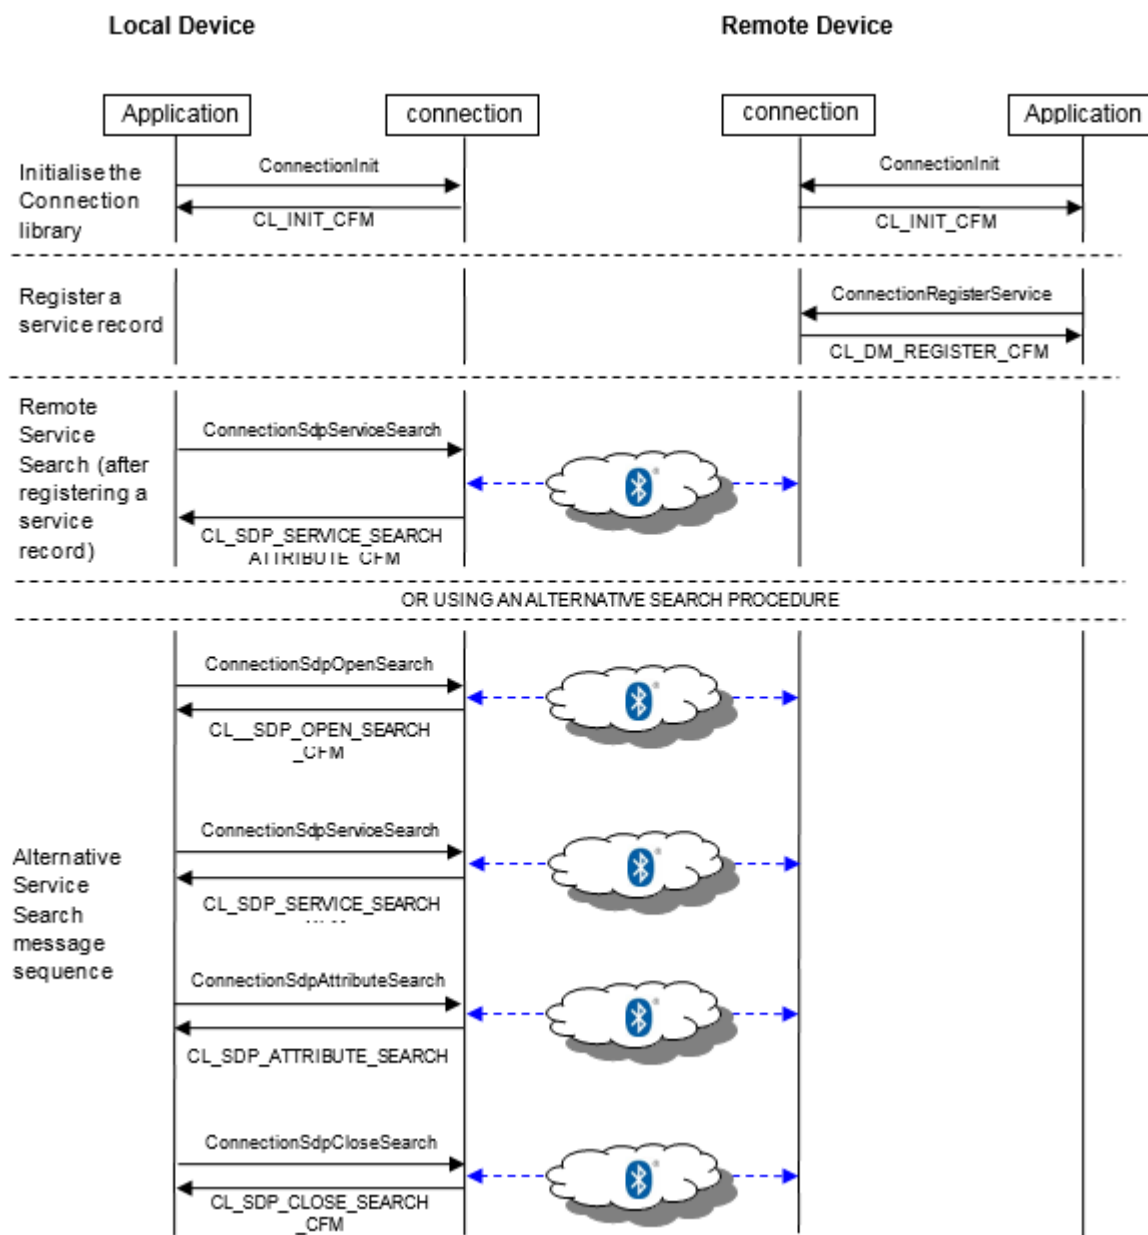 Local Device
Remote Device
Application
connection
connection
Application
Initialise the
Connection
library
ConnectionInit
CL_INIT_CFM
ConnectionInit
CL_INIT_CFM
Register a
service record
ConnectionRegisterService
CL_DM_REGISTER_CFM
Remote
Service
Search (after
registering a
service
record)
ConnectionSdpServiceSearch
CL_SDP_SERVICE_SEARCH
ATTRIBUTE_CFM
OR USING AN ALTERNATIVE SEARCH PROCEDURE
Alternative
Service
Search
message
sequence
ConnectionSdpOpenSearch
CL__SDP_OPEN_SEARCH
_CFM
ConnectionSdpServiceSearch
CL_SDP_SERVICE_SEARCH
ConnectionSdpAttributeSearch
CL_SDP_ATTRIBUTE_SEARCH
ConnectionSdpCloseSearch
CL_SDP_CLOSE_SEARCH
_CFM